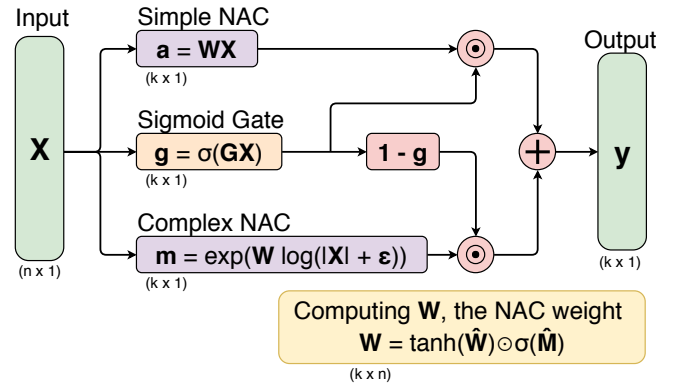 Input
X
(n x 1)
Simple NAC
a = WX
(k x 1)
Sigmoid Gate
g = σ(GX)
(k x 1)
1 - g
Complex NAC
m = exp(W log(|X| + ε))
(k x 1)
⊙
⊙
+
Output
y
(k x 1)
Computing W, the NAC weight
W = tanh(Ŵ)⊙σ(M̂)
(k x n)